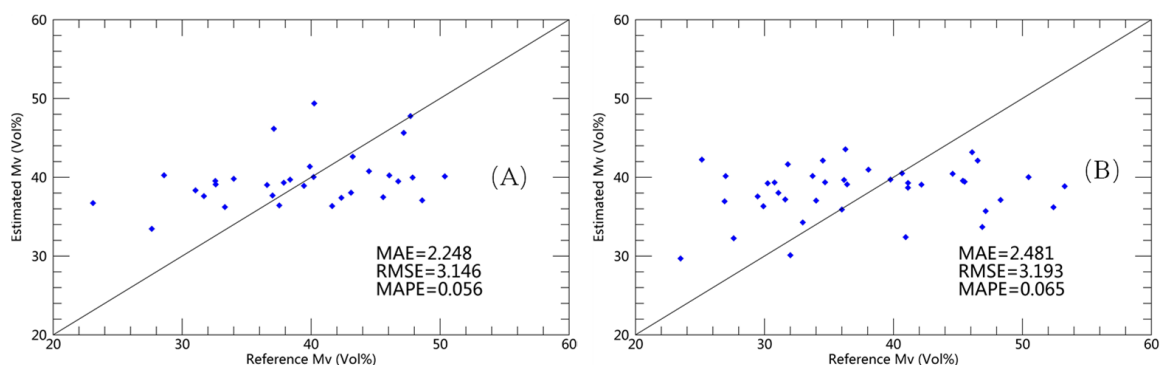 60
50
40
30
20
Estimated Mv (Vol%)
(A)
MAE=2.248
RMSE=3.146
MAPE=0.056
20 30 40 50 60
Reference Mv (Vol%)
60
50
40
30
20
Estimated Mv (Vol%)
(B)
MAE=2.481
RMSE=3.193
MAPE=0.065
20 30 40 50 60
Reference Mv (Vol%)